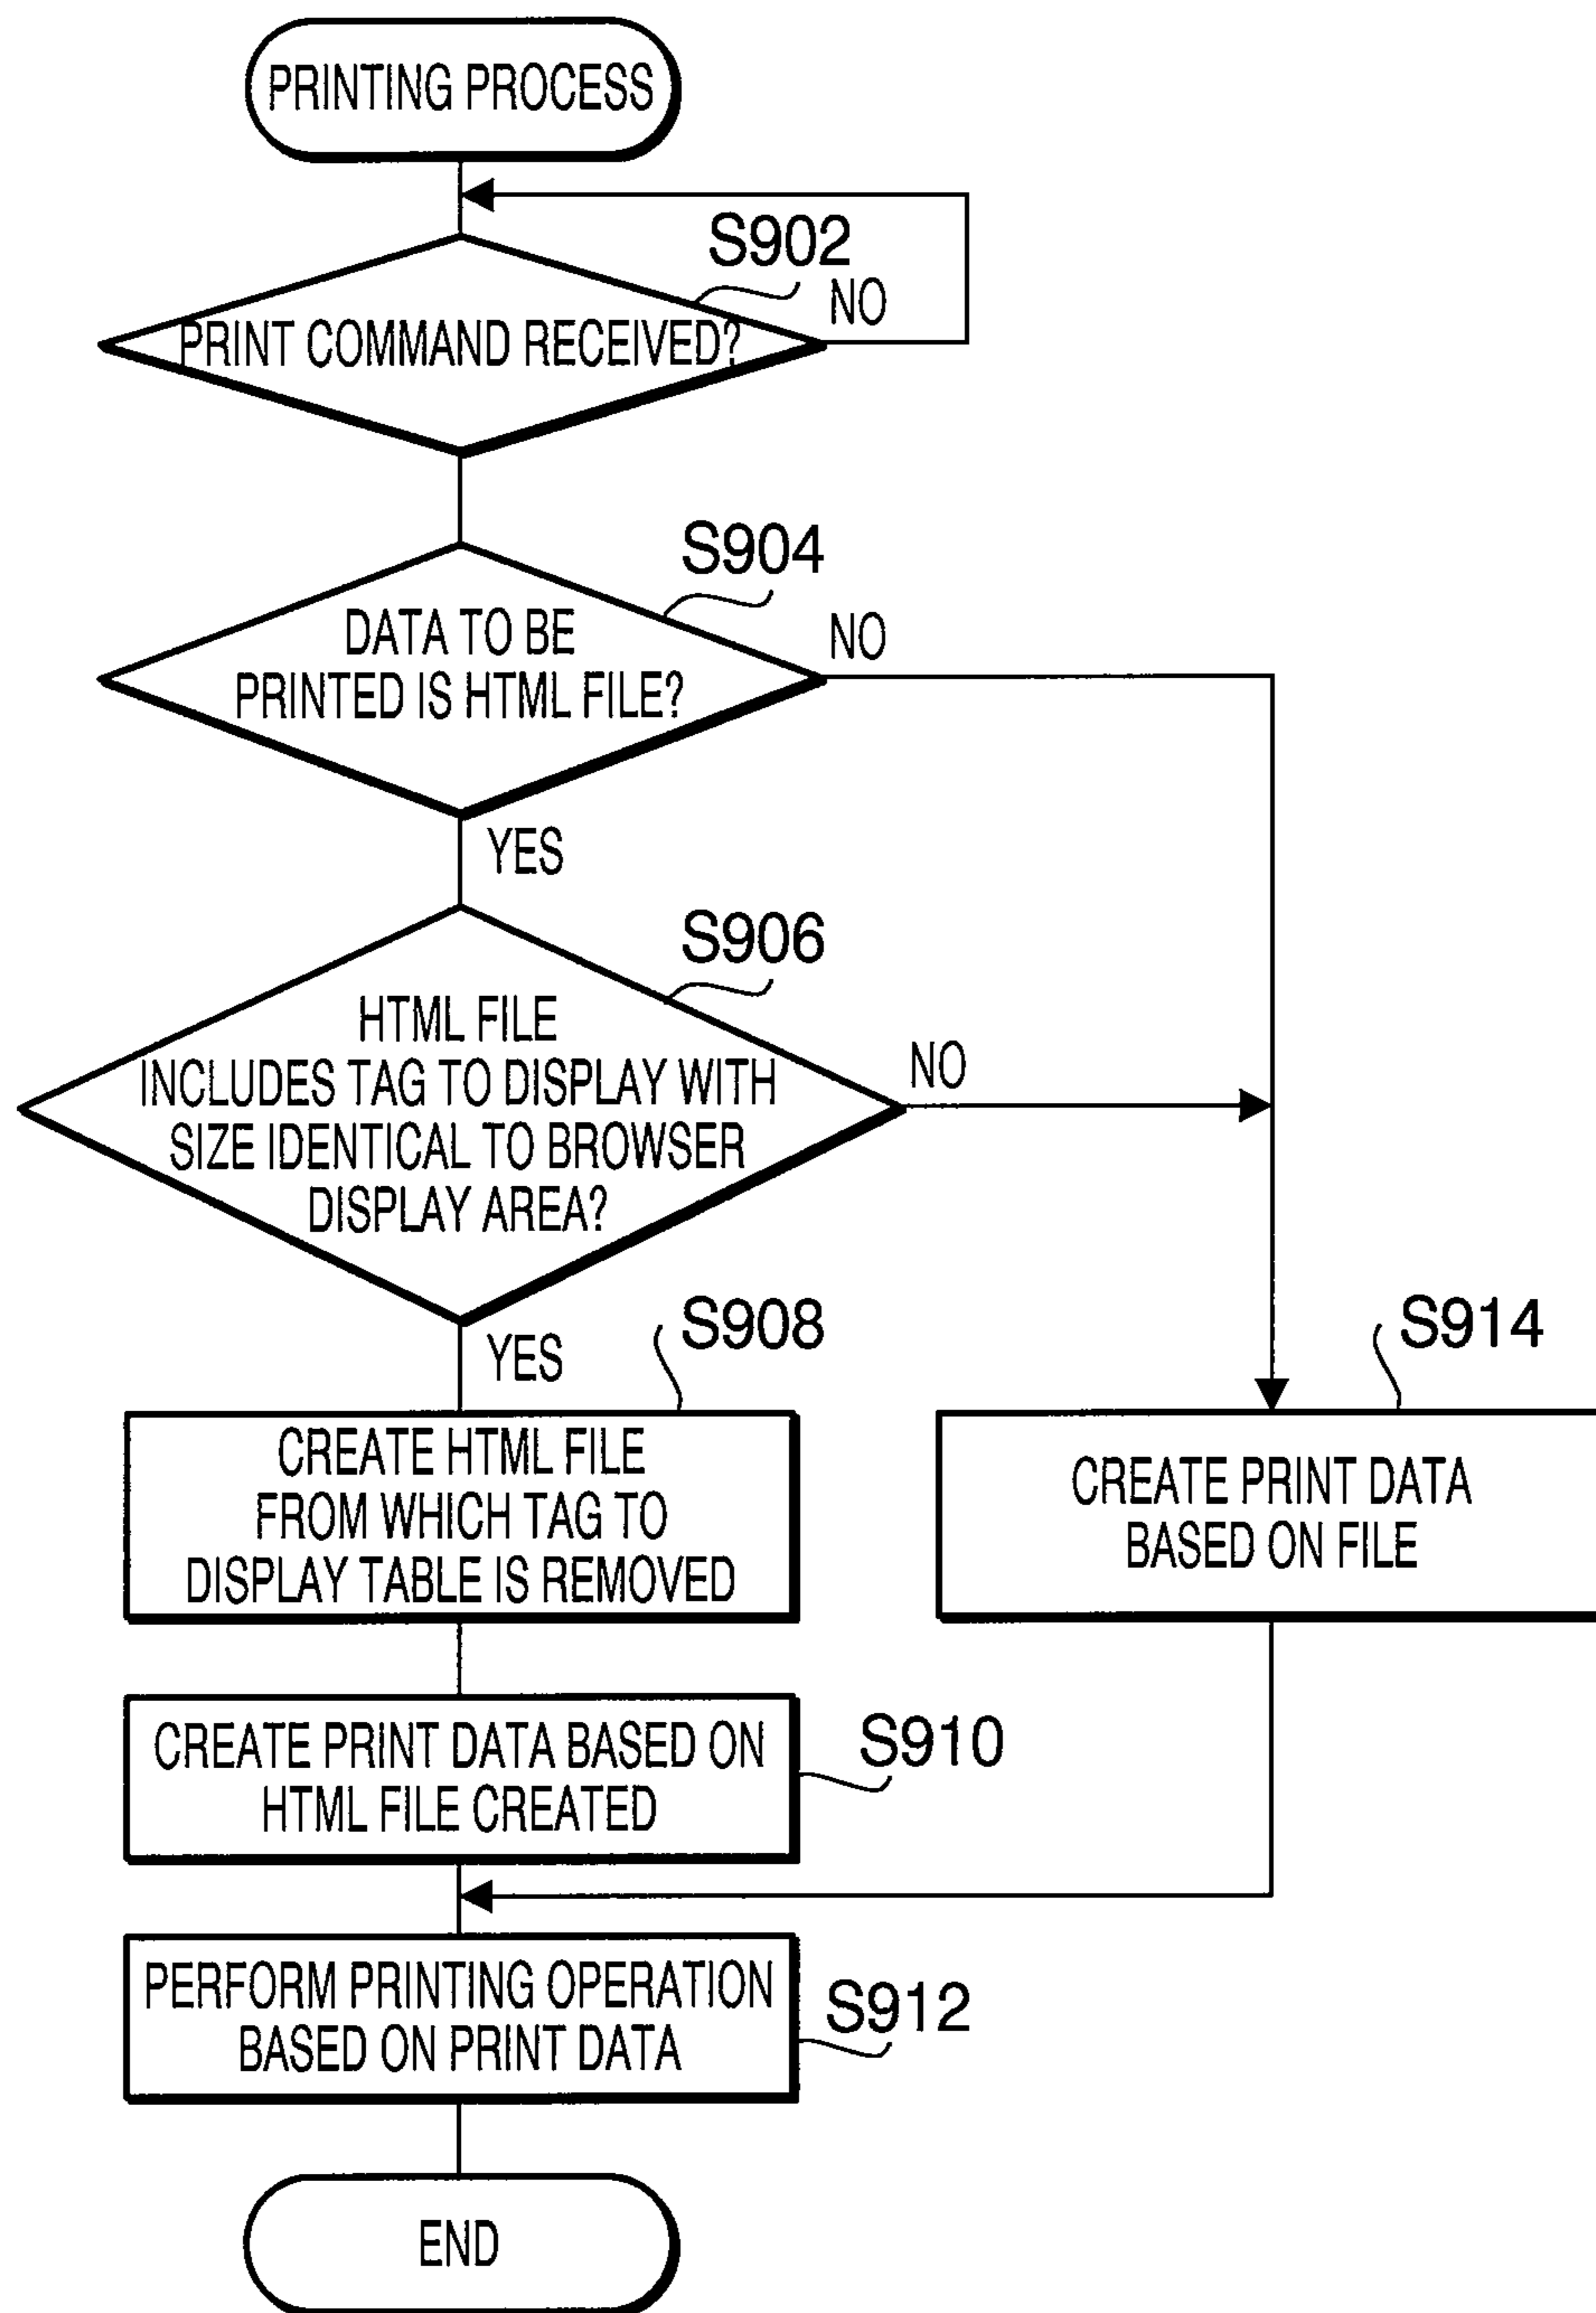 PRINTING PROCESS
S902
PRINT COMMAND RECEIVED?
NO
S904
DATA TO BE
PRINTED IS HTML FILE?
NO
YES
S906
HTML FILE
INCLUDES TAG TO DISPLAY WITH
SIZE IDENTICAL TO BROWSER
DISPLAY AREA?
NO
YES
S908
CREATE HTML FILE
FROM WHICH TAG TO
DISPLAY TABLE IS REMOVED
S914
CREATE PRINT DATA
BASED ON FILE
CREATE PRINT DATA BASED ON
HTML FILE CREATED
S910
PERFORM PRINTING OPERATION
BASED ON PRINT DATA
S912
END